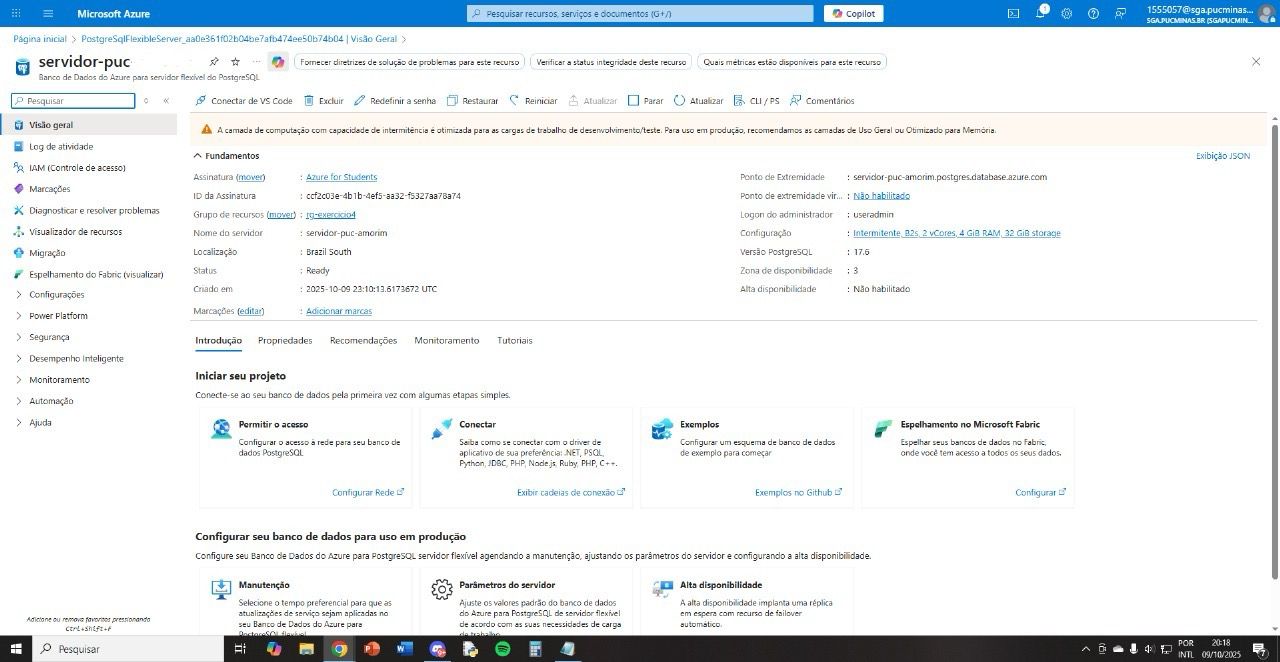 Microsoft Azure
Pesquisar recursos, serviços e documentos (G+/)
Copilot
1
1555057@sga.pucminas...
SGA.PUCMINAS.BR (SGAPUCMIN...
Página inicial > PostgreSqlFlexibleServer_aa0e361f02b04be7afb474ee50b74b04 | Visão Geral >
servidor-puc
Banco de Dados do Azure para servidor flexível do PostgreSQL
Fornecer diretrizes de solução de problemas para este recurso
Verificar a status integridade deste recurso
Quais métricas estão disponíveis para este recurso
Pesquisar
Conectar de VS Code
Excluir
Redefinir a senha
Restaurar
Reiniciar
Atualizar
Parar
Atualizar
CLI / PS
Comentários
Visão geral
Log de atividade
IAM (Controle de acesso)
Marcações
Diagnosticar e resolver problemas
Visualizador de recursos
Migração
Espelhamento do Fabric (visualizar)
Configurações
Power Platform
Segurança
Desempenho Inteligente
Monitoramento
Automação
Ajuda
Adicione ou remova favoritos pressionando
Ctrl+Shift+F
A camada de computação com capacidade de intermitência é otimizada para as cargas de trabalho de desenvolvimento/teste. Para uso em produção, recomendamos as camadas de Uso Geral ou Otimizado para Memória.
Fundamentos
Exibição JSON
Assinatura (mover) : Azure for Students
ID da Assinatura : ccf2c03e-4b1b-4ef5-aa32-f5327aa78a74
Grupo de recursos (mover) : rg-exercicio4
Nome do servidor : servidor-puc-amorim
Localização : Brazil South
Status : Ready
Criado em : 2025-10-09 23:10:13.6173672 UTC
Marcações (editar) : Adicionar marcas
Ponto de Extremidade : servidor-puc-amorim.postgres.database.azure.com
Ponto de extremidade vir... : Não habilitado
Logon do administrador : useradmin
Configuração : Intermitente, B2s, 2 vCores, 4 GiB RAM, 32 GiB storage
Versão PostgreSQL : 17.6
Zona de disponibilidade : 3
Alta disponibilidade : Não habilitado
Introdução
Propriedades
Recomendações
Monitoramento
Tutoriais
Iniciar seu projeto
Conecte-se ao seu banco de dados pela primeira vez com algumas etapas simples.
Permitir o acesso
Configurar o acesso à rede para seu banco de
dados PostgreSQL
Configurar Rede
Conectar
Saiba como se conectar com o driver de
aplicativo de sua preferência: .NET, PSQL,
Python, JDBC, PHP, Node.js, Ruby, PHP, C++.
Exibir cadeias de conexão
Exemplos
Configurar um esquema de banco de dados
de exemplo para começar
Exemplos no Github
Espelhamento no Microsoft Fabric
Espelhar seus bancos de dados no Fabric,
onde você tem acesso a todos os seus dados.
Configurar
Configurar seu banco de dados para uso em produção
Configure seu Banco de Dados do Azure para PostgreSQL servidor flexível agendando a manutenção, ajustando os parâmetros do servidor e configurando a alta disponibilidade.
Manutenção
Selecione o tempo preferencial para que as
atualizações de serviço sejam aplicadas no
seu Banco de Dados do Azure para
PostgreSQL flexível
Parâmetros do servidor
Ajuste os valores padrão do banco de dados
do Azure para PostgreSQL de servidor flexível
de acordo com as suas necessidades de carga
de trabalho
Alta disponibilidade
A alta disponibilidade implanta uma réplica
em espera com recurso de failover
automático.
Pesquisar
POR
INTL
20:18
09/10/2025
7